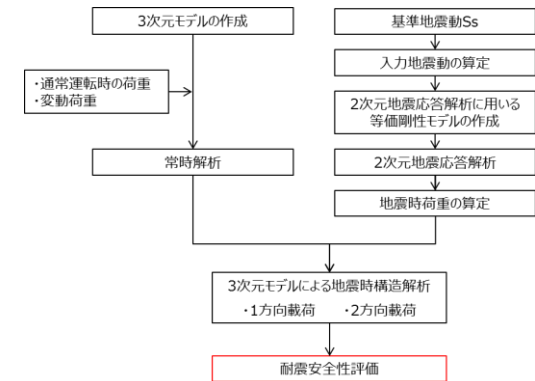 3次元モデルの作成
・通常運転時の荷重
・変動荷重
常時解析
基準地震動Ss
入力地震動の算定
2次元地震応答解析に用いる
等価剛性モデルの作成
2次元地震応答解析
地震時荷重の算定
3次元モデルによる地震時構造解析
・1方向載荷 ・2方向載荷
耐震安全性評価